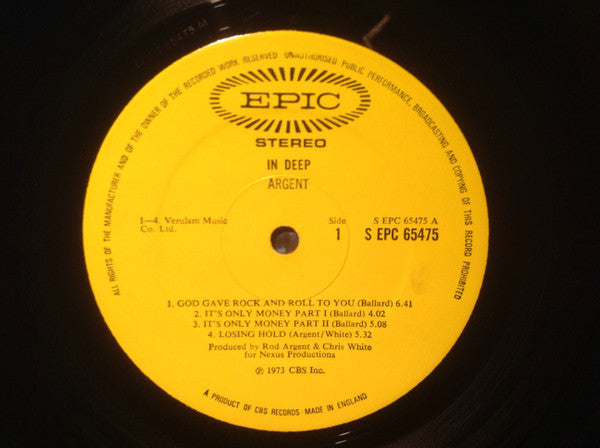 ALL RIGHTS OF THE MANUFACTURER AND OF THE OWNER OF THE RECORDED WORK RESERVED UNAUTHORISED PUBLIC PERFORMANCE, BROADCASTING AND COPYING OF THIS RECORD PROHIBITED
EPIC
STEREO
IN DEEP
ARGENT
1—4. Verulam Music
Co. Ltd.
Side
1
S EPC 65475 A
S EPC 65475
1. GOD GAVE ROCK AND ROLL TO YOU (Ballard) 6.41
2. IT'S ONLY MONEY PART I (Ballard) 4.02
3. IT'S ONLY MONEY PART II (Ballard) 5.08
4. LOSING HOLD (Argent/White) 5.32
Produced by Rod Argent & Chris White
for Nexus Productions
℗ 1973 CBS Inc.
A PRODUCT OF CBS RECORDS · MADE IN ENGLAND